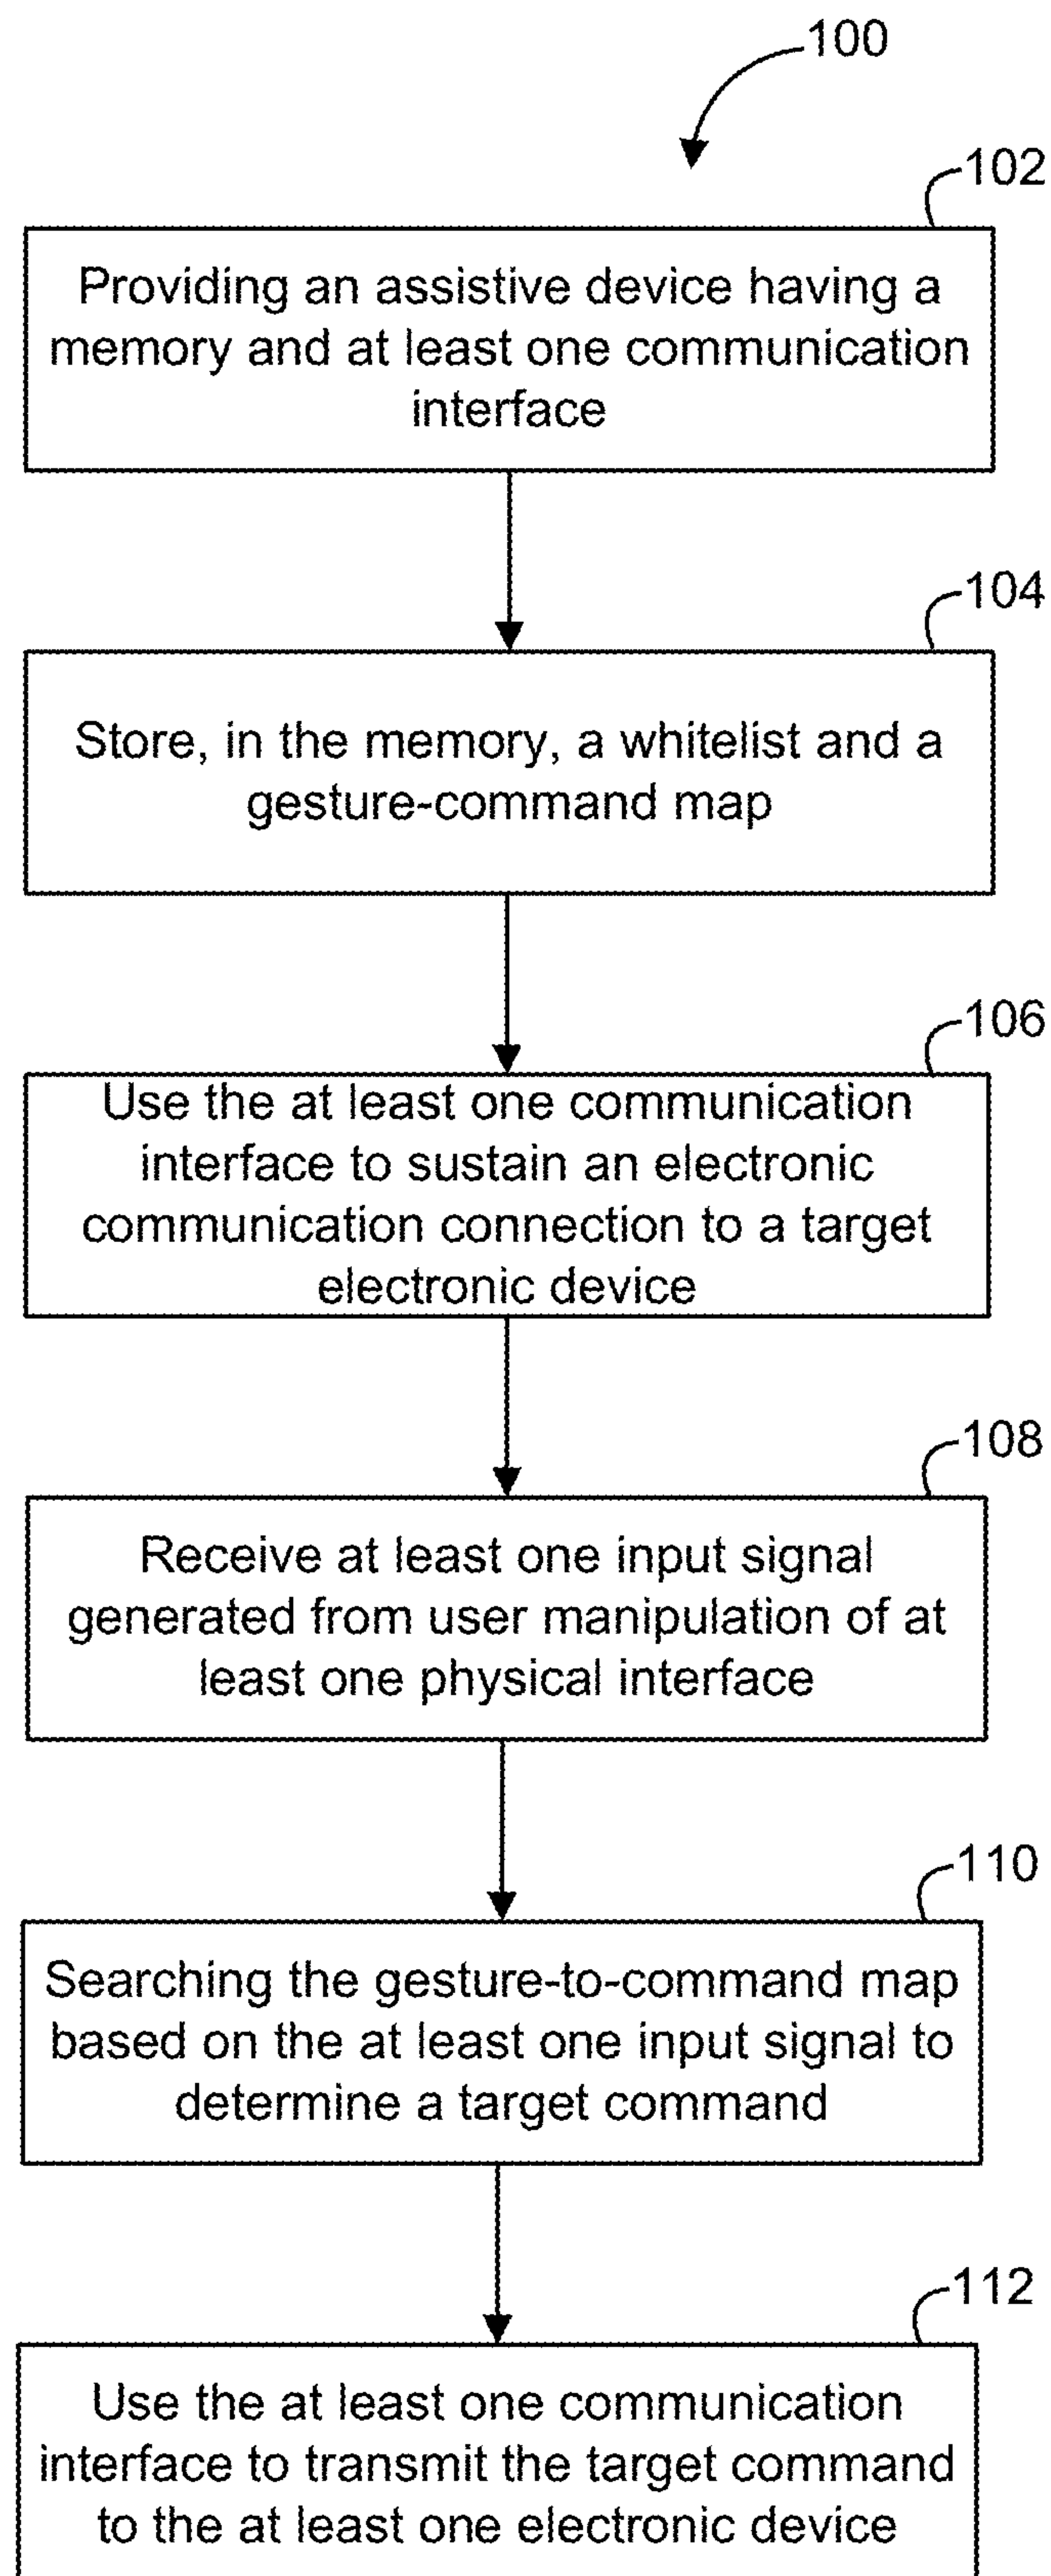 100
102
Providing an assistive device having a
memory and at least one communication
interface
104
Store, in the memory, a whitelist and a
gesture-command map
106
Use the at least one communication
interface to sustain an electronic
communication connection to a target
electronic device
108
Receive at least one input signal
generated from user manipulation of at
least one physical interface
110
Searching the gesture-to-command map
based on the at least one input signal to
determine a target command
112
Use the at least one communication
interface to transmit the target command
to the at least one electronic device